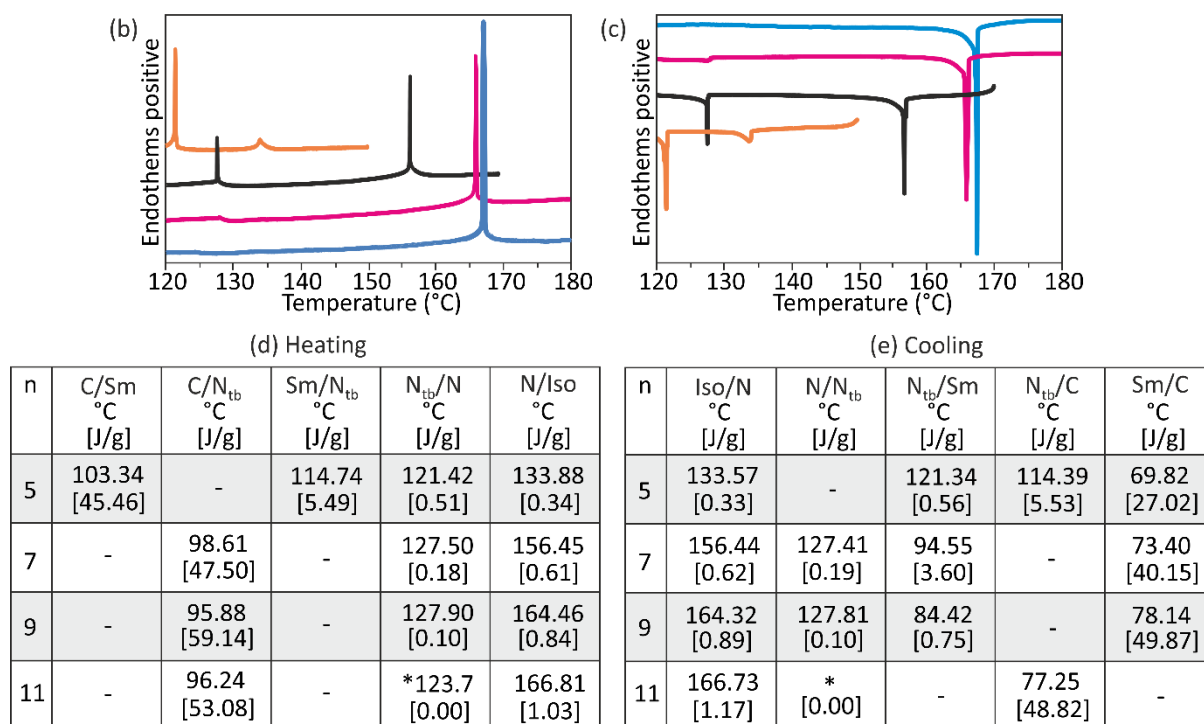 (b)
Endothems positive
120 130 140 150 160 170 180
Temperature (°C)
(c)
Endothems positive
120 130 140 150 160 170 180
Temperature (°C)
(d) Heating
n C/Sm °C [J/g] C/Ntb °C [J/g] Sm/Ntb °C [J/g] Ntb/N °C [J/g] N/Iso °C [J/g]
5 103.34 [45.46] - 114.74 [5.49] 121.42 [0.51] 133.88 [0.34]
7 - 98.61 [47.50] - 127.50 [0.18] 156.45 [0.61]
9 - 95.88 [59.14] - 127.90 [0.10] 164.46 [0.84]
11 - 96.24 [53.08] - *123.7 [0.00] 166.81 [1.03]
(e) Cooling
n Iso/N °C [J/g] N/Ntb °C [J/g] Ntb/Sm °C [J/g] Ntb/C °C [J/g] Sm/C °C [J/g]
5 133.57 [0.33] - 121.34 [0.56] 114.39 [5.53] 69.82 [27.02]
7 156.44 [0.62] 127.41 [0.19] 94.55 [3.60] - 73.40 [40.15]
9 164.32 [0.89] 127.81 [0.10] 84.42 [0.75] - 78.14 [49.87]
11 166.73 [1.17] * [0.00] - 77.25 [48.82] -